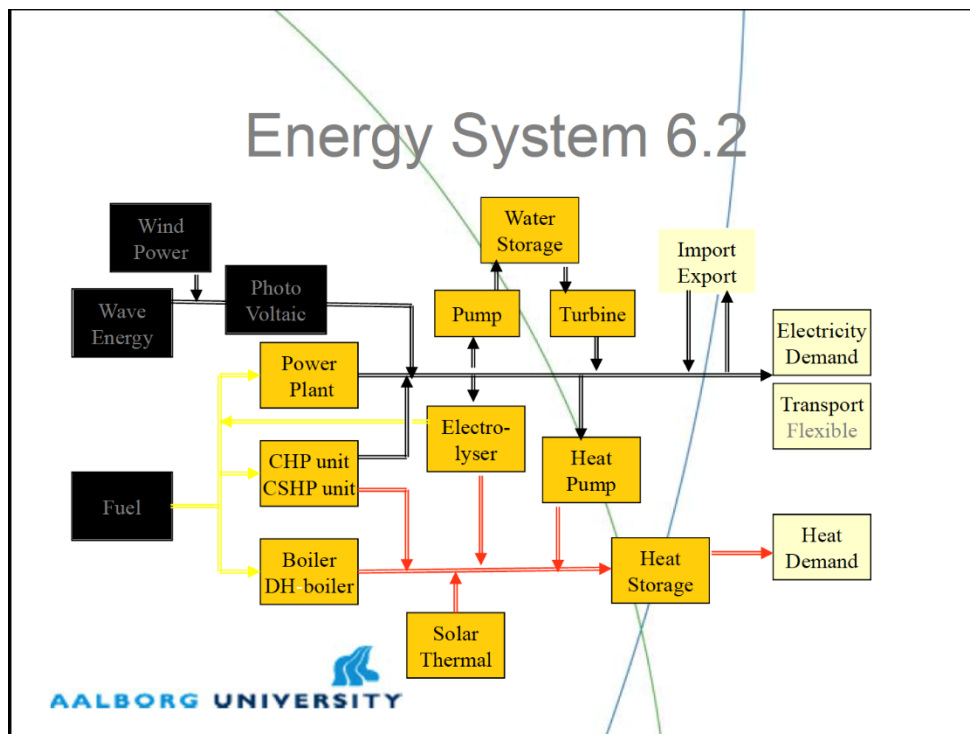 Energy System 6.2
Wind
Power
Water
Storage
Import
Export
Wave
Energy
Photo
Voltaic
Pump
Turbine
Electricity
Demand
Power
Plant
Transport
Flexible
Electro-
lyser
CHP unit
CSHP unit
Heat
Pump
Fuel
Boiler
DH-boiler
Heat
Storage
Heat
Demand
Solar
Thermal
AALBORG UNIVERSITY